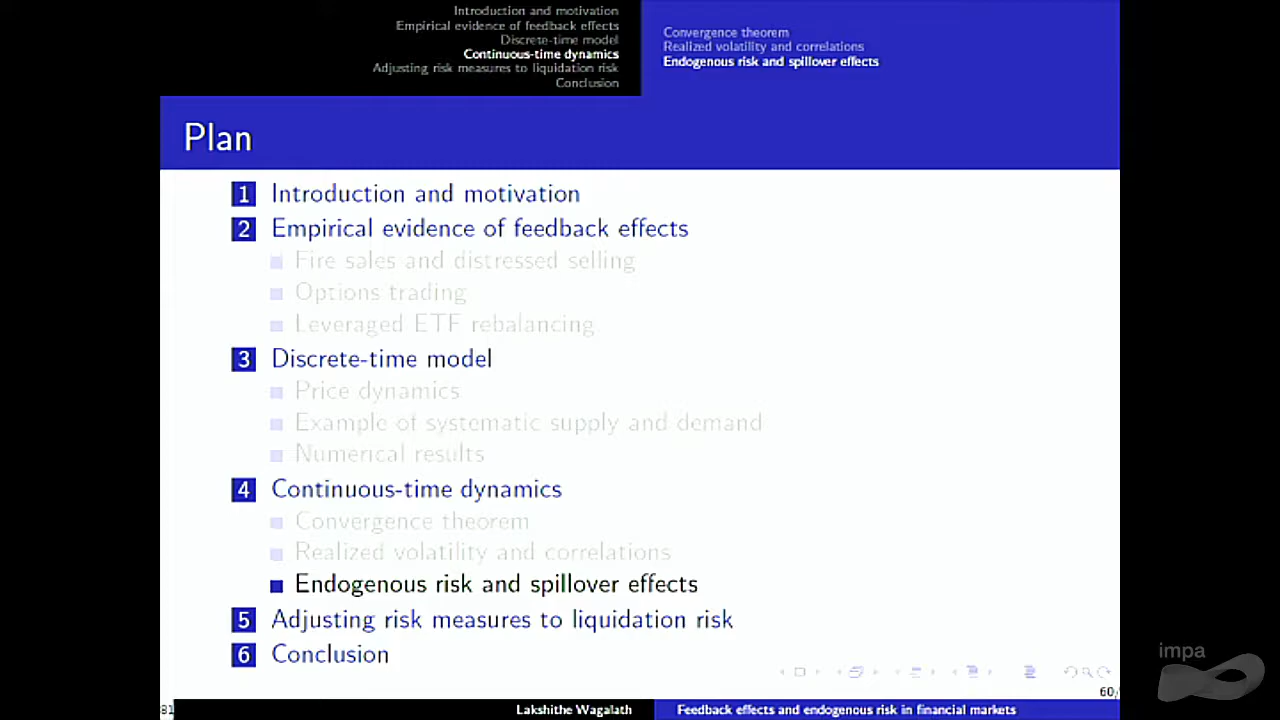 Introduction and motivation
Empirical evidence of feedback effects
Discrete-time model
Continuous-time dynamics
Adjusting risk measures to liquidation risk
Conclusion
Convergence theorem
Realized volatility and correlations
Endogenous risk and spillover effects
Plan
1 Introduction and motivation
2 Empirical evidence of feedback effects
Fire sales and distressed selling
Options trading
Leveraged ETF rebalancing
3 Discrete-time model
Price dynamics
Example of systematic supply and demand
Numerical results
4 Continuous-time dynamics
Convergence theorem
Realized volatility and correlations
Endogenous risk and spillover effects
5 Adjusting risk measures to liquidation risk
6 Conclusion
impa
60/
81
Lakshithe Wagalath
Feedback effects and endogenous risk in financial markets